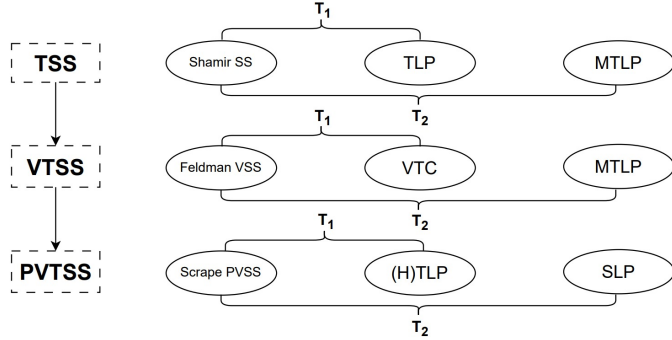 T1
TSS
Shamir SS
TLP
MTLP
T2
T1
VTSS
Feldman VSS
VTC
MTLP
T2
T1
PVTSS
Scrape PVSS
(H)TLP
SLP
T2